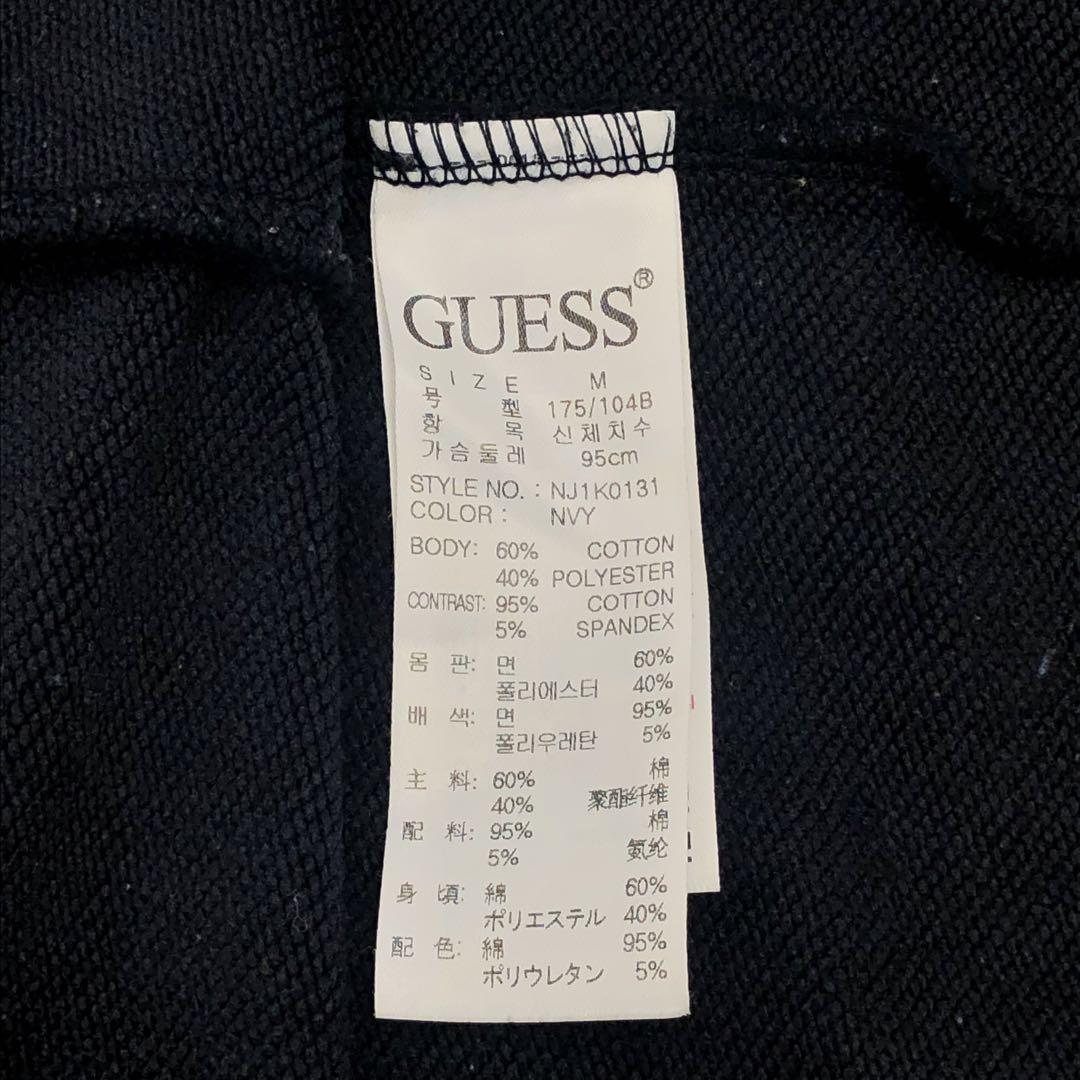 GUESS®
SIZE M
号型 175/104B
항목 신체치수
가슴둘레 95cm
STYLE NO. : NJ1K0131
COLOR : NVY
BODY: 60% COTTON
40% POLYESTER
CONTRAST: 95% COTTON
5% SPANDEX
몸 판: 면 60%
폴리에스터 40%
배 색: 면 95%
폴리우레탄 5%
主 料: 60% 棉
40% 聚酯纤维
配 料: 95% 棉
5% 氨纶
身 頃: 綿 60%
ポリエステル 40%
配 色: 綿 95%
ポリウレタン 5%